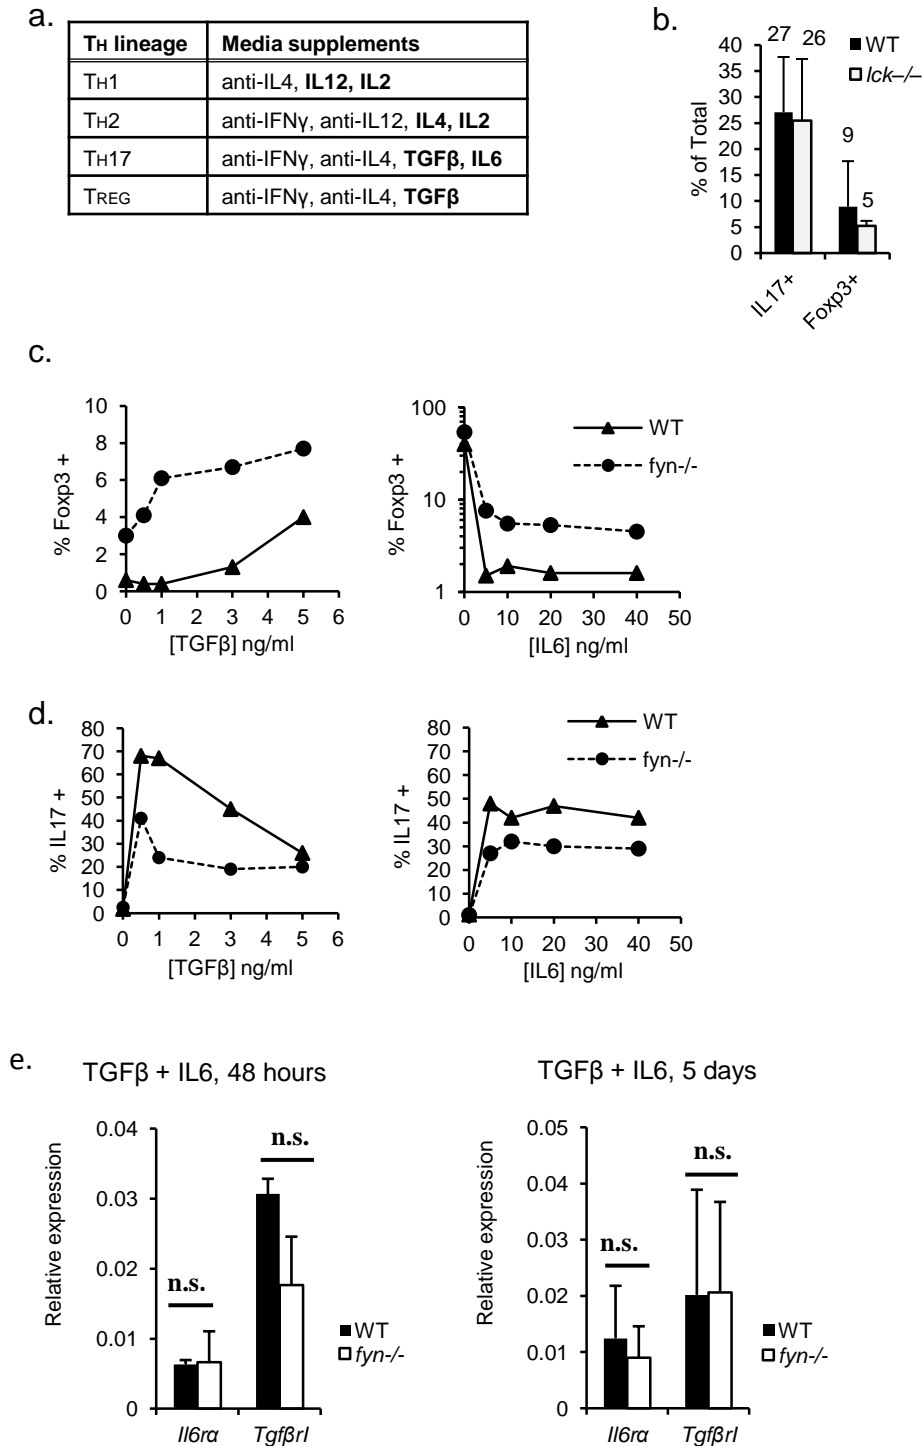 a.
TH lineage Media supplements
TH1 anti-IL4, IL12, IL2
TH2 anti-IFNγ, anti-IL12, IL4, IL2
TH17 anti-IFNγ, anti-IL4, TGFβ, IL6
TREG anti-IFNγ, anti-IL4, TGFβ
b.
27 26
WT
lck–/–
9
5
% of Total
40
35
30
25
20
15
10
5
0
IL17+ Foxp3+
c.
% Foxp3 +
10
8
6
4
2
0
0 1 2 3 4 5 6
[TGFβ] ng/ml
% Foxp3 +
100
10
1
0 10 20 30 40 50
[IL6] ng/ml
WT
fyn-/-
d.
% IL17 +
80
70
60
50
40
30
20
10
0
0 1 2 3 4 5 6
[TGFβ] ng/ml
% IL17 +
80
70
60
50
40
30
20
10
0
0 10 20 30 40 50
[IL6] ng/ml
WT
fyn-/-
e.
TGFβ + IL6, 48 hours
Relative expression
0.04
0.03
0.02
0.01
0
n.s.
n.s.
Il6rα TgfβrI
WT
fyn-/-
TGFβ + IL6, 5 days
Relative expression
0.05
0.04
0.03
0.02
0.01
0
n.s.
n.s.
Il6rα TgfβrI
WT
fyn-/-